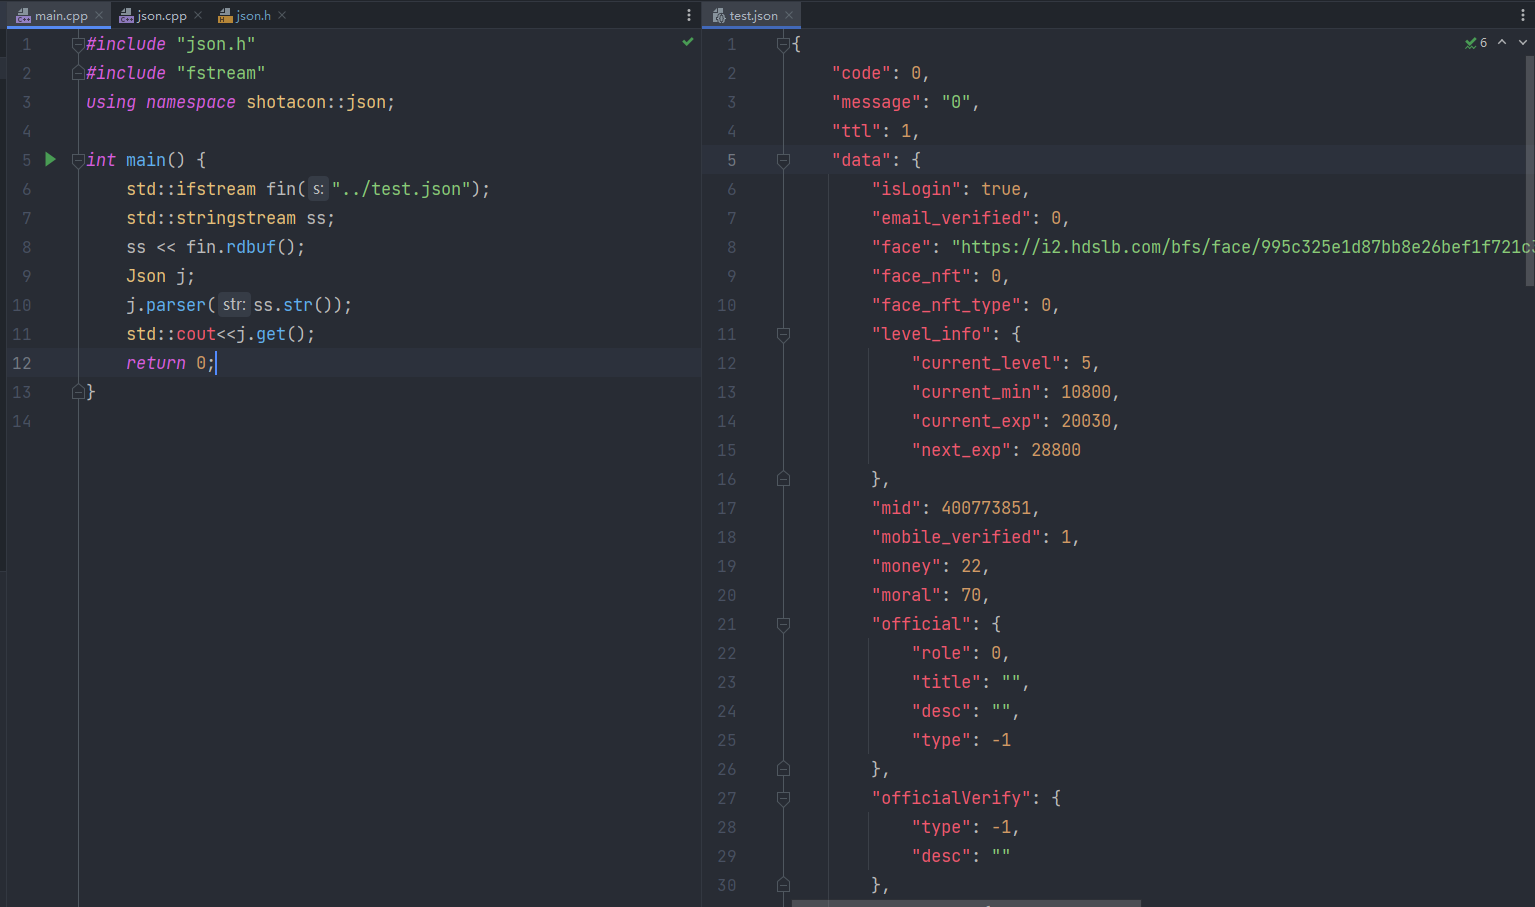 main.cpp json.cpp json.h
1 #include "json.h"
2 #include "fstream"
3 using namespace shotacon::json;
4
5 int main() {
6 std::ifstream fin( s: "../test.json");
7 std::stringstream ss;
8 ss << fin.rdbuf();
9 Json j;
10 j.parser( str: ss.str());
11 std::cout<<j.get();
12 return 0;
13 }
14
test.json
6
1 {
2 "code": 0,
3 "message": "0",
4 "ttl": 1,
5 "data": {
6 "isLogin": true,
7 "email_verified": 0,
8 "face": "https://i2.hdslb.com/bfs/face/995c325e1d87bb8e26bef1f721c
9 "face_nft": 0,
10 "face_nft_type": 0,
11 "level_info": {
12 "current_level": 5,
13 "current_min": 10800,
14 "current_exp": 20030,
15 "next_exp": 28800
16 },
17 "mid": 400773851,
18 "mobile_verified": 1,
19 "money": 22,
20 "moral": 70,
21 "official": {
22 "role": 0,
23 "title": "",
24 "desc": "",
25 "type": -1
26 },
27 "officialVerify": {
28 "type": -1,
29 "desc": ""
30 },